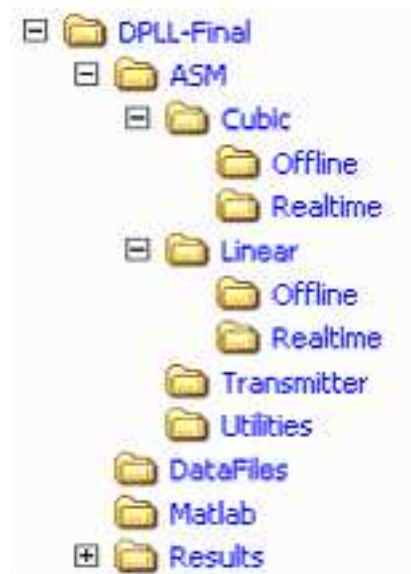 DPLL-Final
ASM
Cubic
Offline
Realtime
Linear
Offline
Realtime
Transmitter
Utilities
DataFiles
Matlab
Results